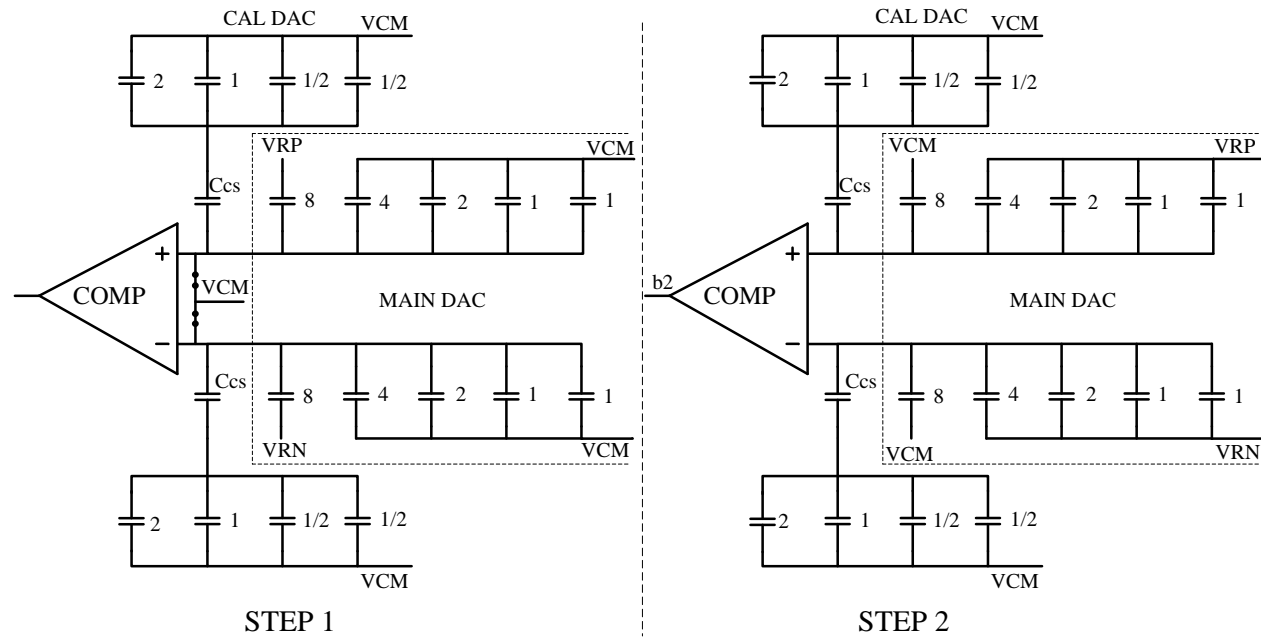 CAL DAC
VCM
2 1 1/2 1/2
VRP
VCM
Ccs
8 4 2 1 1
+
COMP
VCM
MAIN DAC
−
Ccs
8 4 2 1 1
VRN
VCM
2 1 1/2 1/2
VCM
STEP 1
CAL DAC
VCM
2 1 1/2 1/2
VCM
VRP
Ccs
8 4 2 1 1
+
b2
COMP
MAIN DAC
−
Ccs
8 4 2 1 1
VCM
VRN
2 1 1/2 1/2
VCM
STEP 2